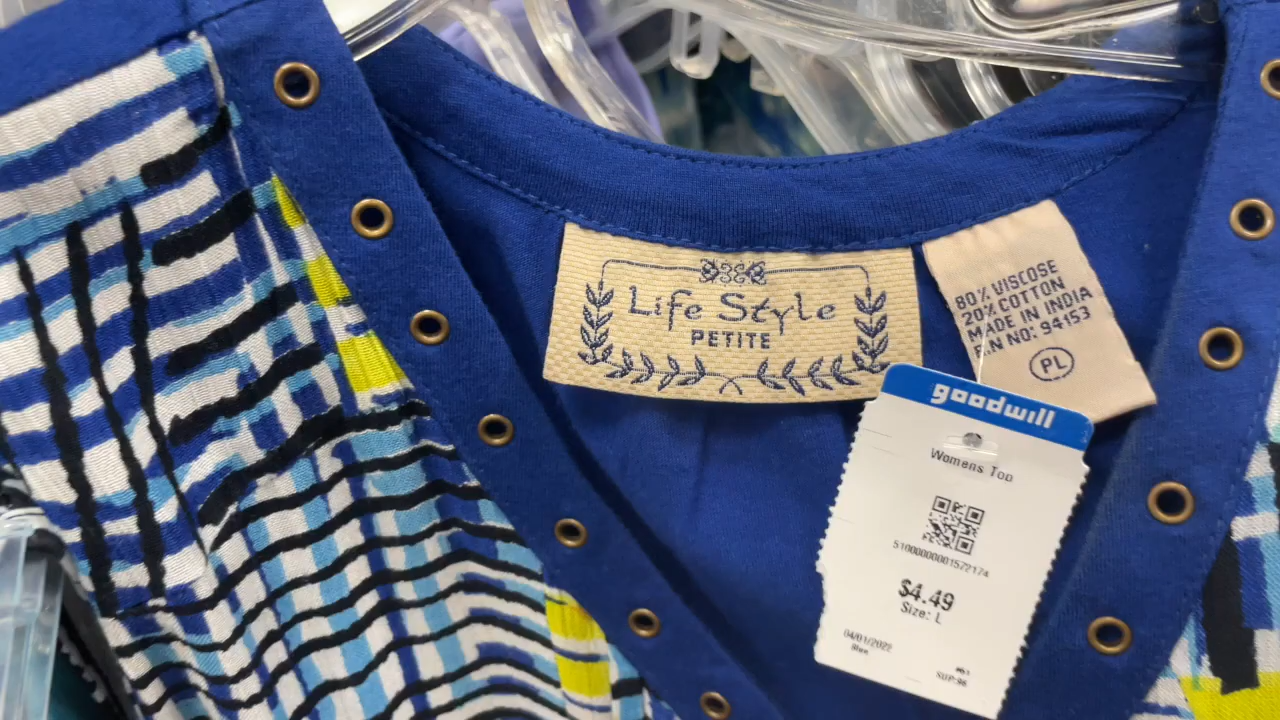 Life Style
PETITE
80% VISCOSE
20% COTTON
MADE IN INDIA
RN NO: 94153
PL
goodwill
Womens Top
$4.49
Size: L
04/01/2022